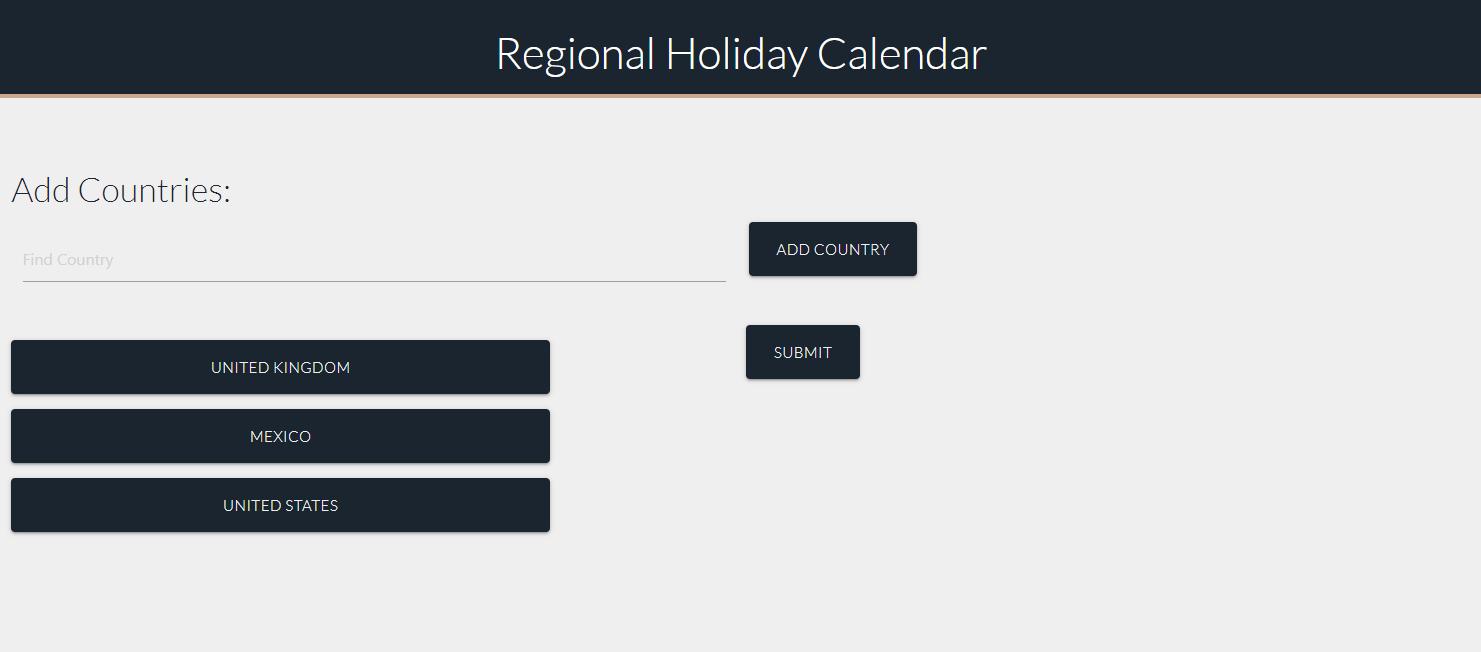 Regional Holiday Calendar
Add Countries:
Find Country
ADD COUNTRY
SUBMIT
UNITED KINGDOM
MEXICO
UNITED STATES